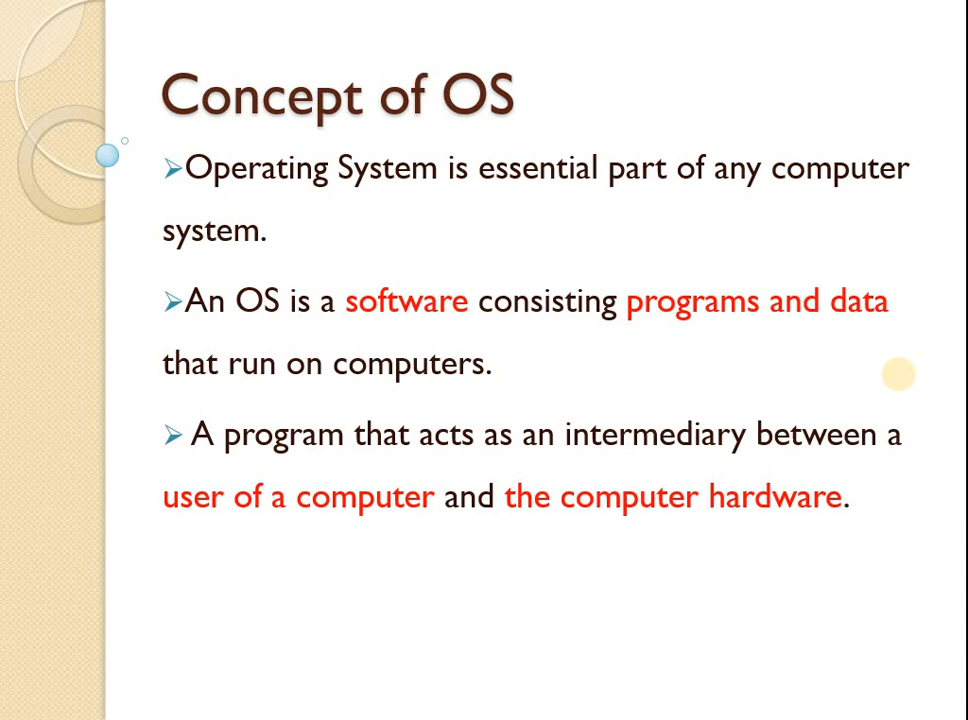 Concept of OS
➢Operating System is essential part of any computer
system.
➢An OS is a software consisting programs and data
that run on computers.
➢ A program that acts as an intermediary between a
user of a computer and the computer hardware.